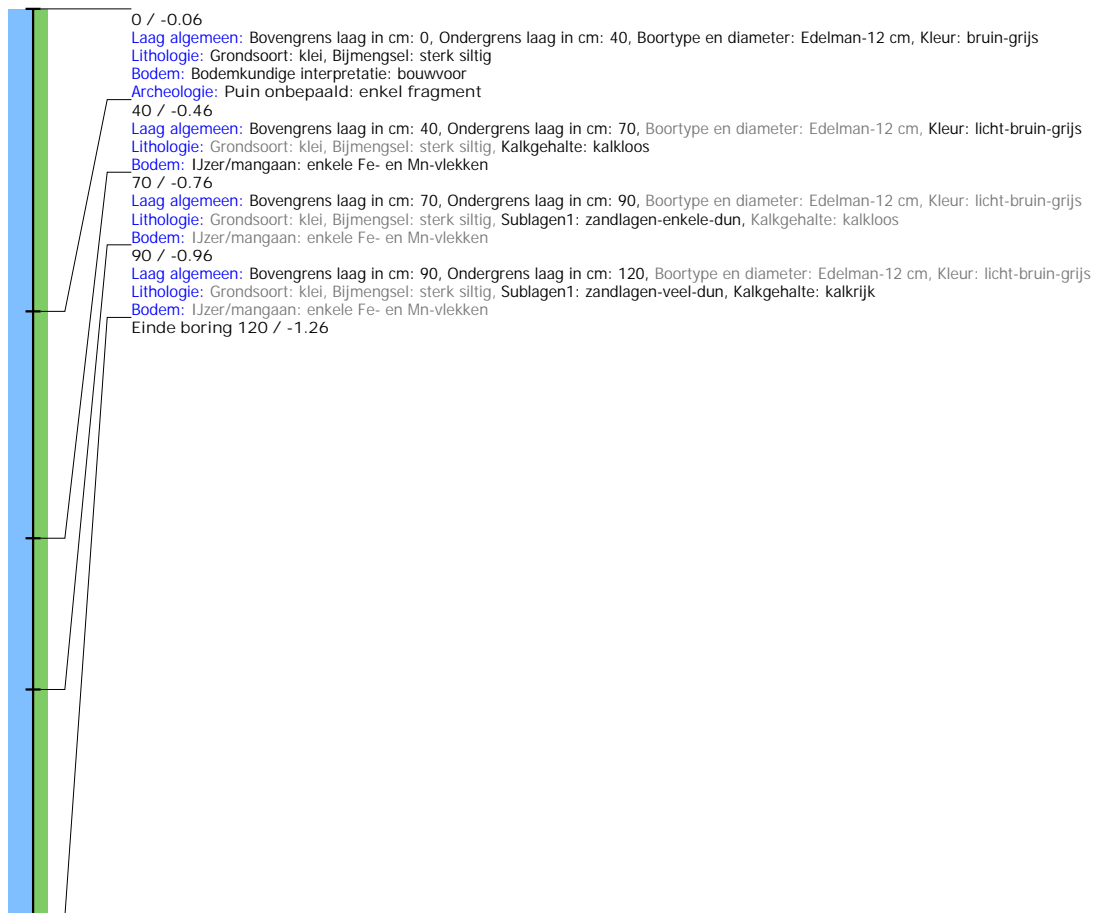 0 / -0.06
Laag algemeen: Bovengrens laag in cm: 0, Ondergrens laag in cm: 40, Boortype en diameter: Edelman-12 cm, Kleur: bruin-grijs
Lithologie: Grondsoort: klei, Bijmengsel: sterk siltig
Bodem: Bodemkundige interpretatie: bouwvoor
Archeologie: Puin onbepaald: enkel fragment
40 / -0.46
Laag algemeen: Bovengrens laag in cm: 40, Ondergrens laag in cm: 70, Boortype en diameter: Edelman-12 cm, Kleur: licht-bruin-grijs
Lithologie: Grondsoort: klei, Bijmengsel: sterk siltig, Kalkgehalte: kalkloos
Bodem: IJzer/mangaan: enkele Fe- en Mn-vlekken
70 / -0.76
Laag algemeen: Bovengrens laag in cm: 70, Ondergrens laag in cm: 90, Boortype en diameter: Edelman-12 cm, Kleur: licht-bruin-grijs
Lithologie: Grondsoort: klei, Bijmengsel: sterk siltig, Sublagen1: zandlagen-enkele-dun, Kalkgehalte: kalkloos
Bodem: IJzer/mangaan: enkele Fe- en Mn-vlekken
90 / -0.96
Laag algemeen: Bovengrens laag in cm: 90, Ondergrens laag in cm: 120, Boortype en diameter: Edelman-12 cm, Kleur: licht-bruin-grijs
Lithologie: Grondsoort: klei, Bijmengsel: sterk siltig, Sublagen1: zandlagen-veel-dun, Kalkgehalte: kalkrijk
Bodem: IJzer/mangaan: enkele Fe- en Mn-vlekken
Einde boring 120 / -1.26